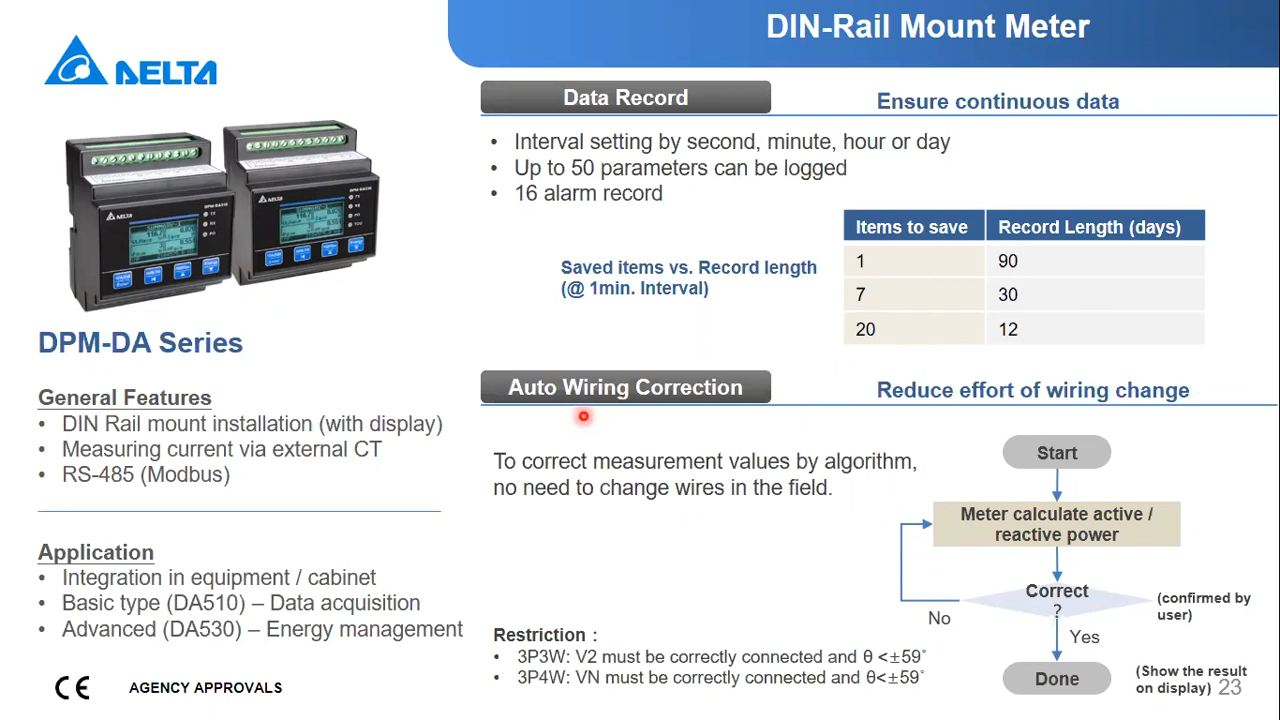 DIN-Rail Mount Meter
DELTA
Data Record
Ensure continuous data
• Interval setting by second, minute, hour or day
• Up to 50 parameters can be logged
• 16 alarm record
Saved items vs. Record length
(@ 1min. Interval)
Items to save Record Length (days)
1 90
7 30
20 12
DPM-DA Series
General Features
• DIN Rail mount installation (with display)
• Measuring current via external CT
• RS-485 (Modbus)
Application
• Integration in equipment / cabinet
• Basic type (DA510) – Data acquisition
• Advanced (DA530) – Energy management
CE AGENCY APPROVALS
Auto Wiring Correction
Reduce effort of wiring change
To correct measurement values by algorithm,
no need to change wires in the field.
Start
Meter calculate active /
reactive power
Correct
?
(confirmed by
user)
No
Yes
Done
(Show the result
on display)
Restriction：
• 3P3W: V2 must be correctly connected and θ <±59°
• 3P4W: VN must be correctly connected and θ<±59°
23